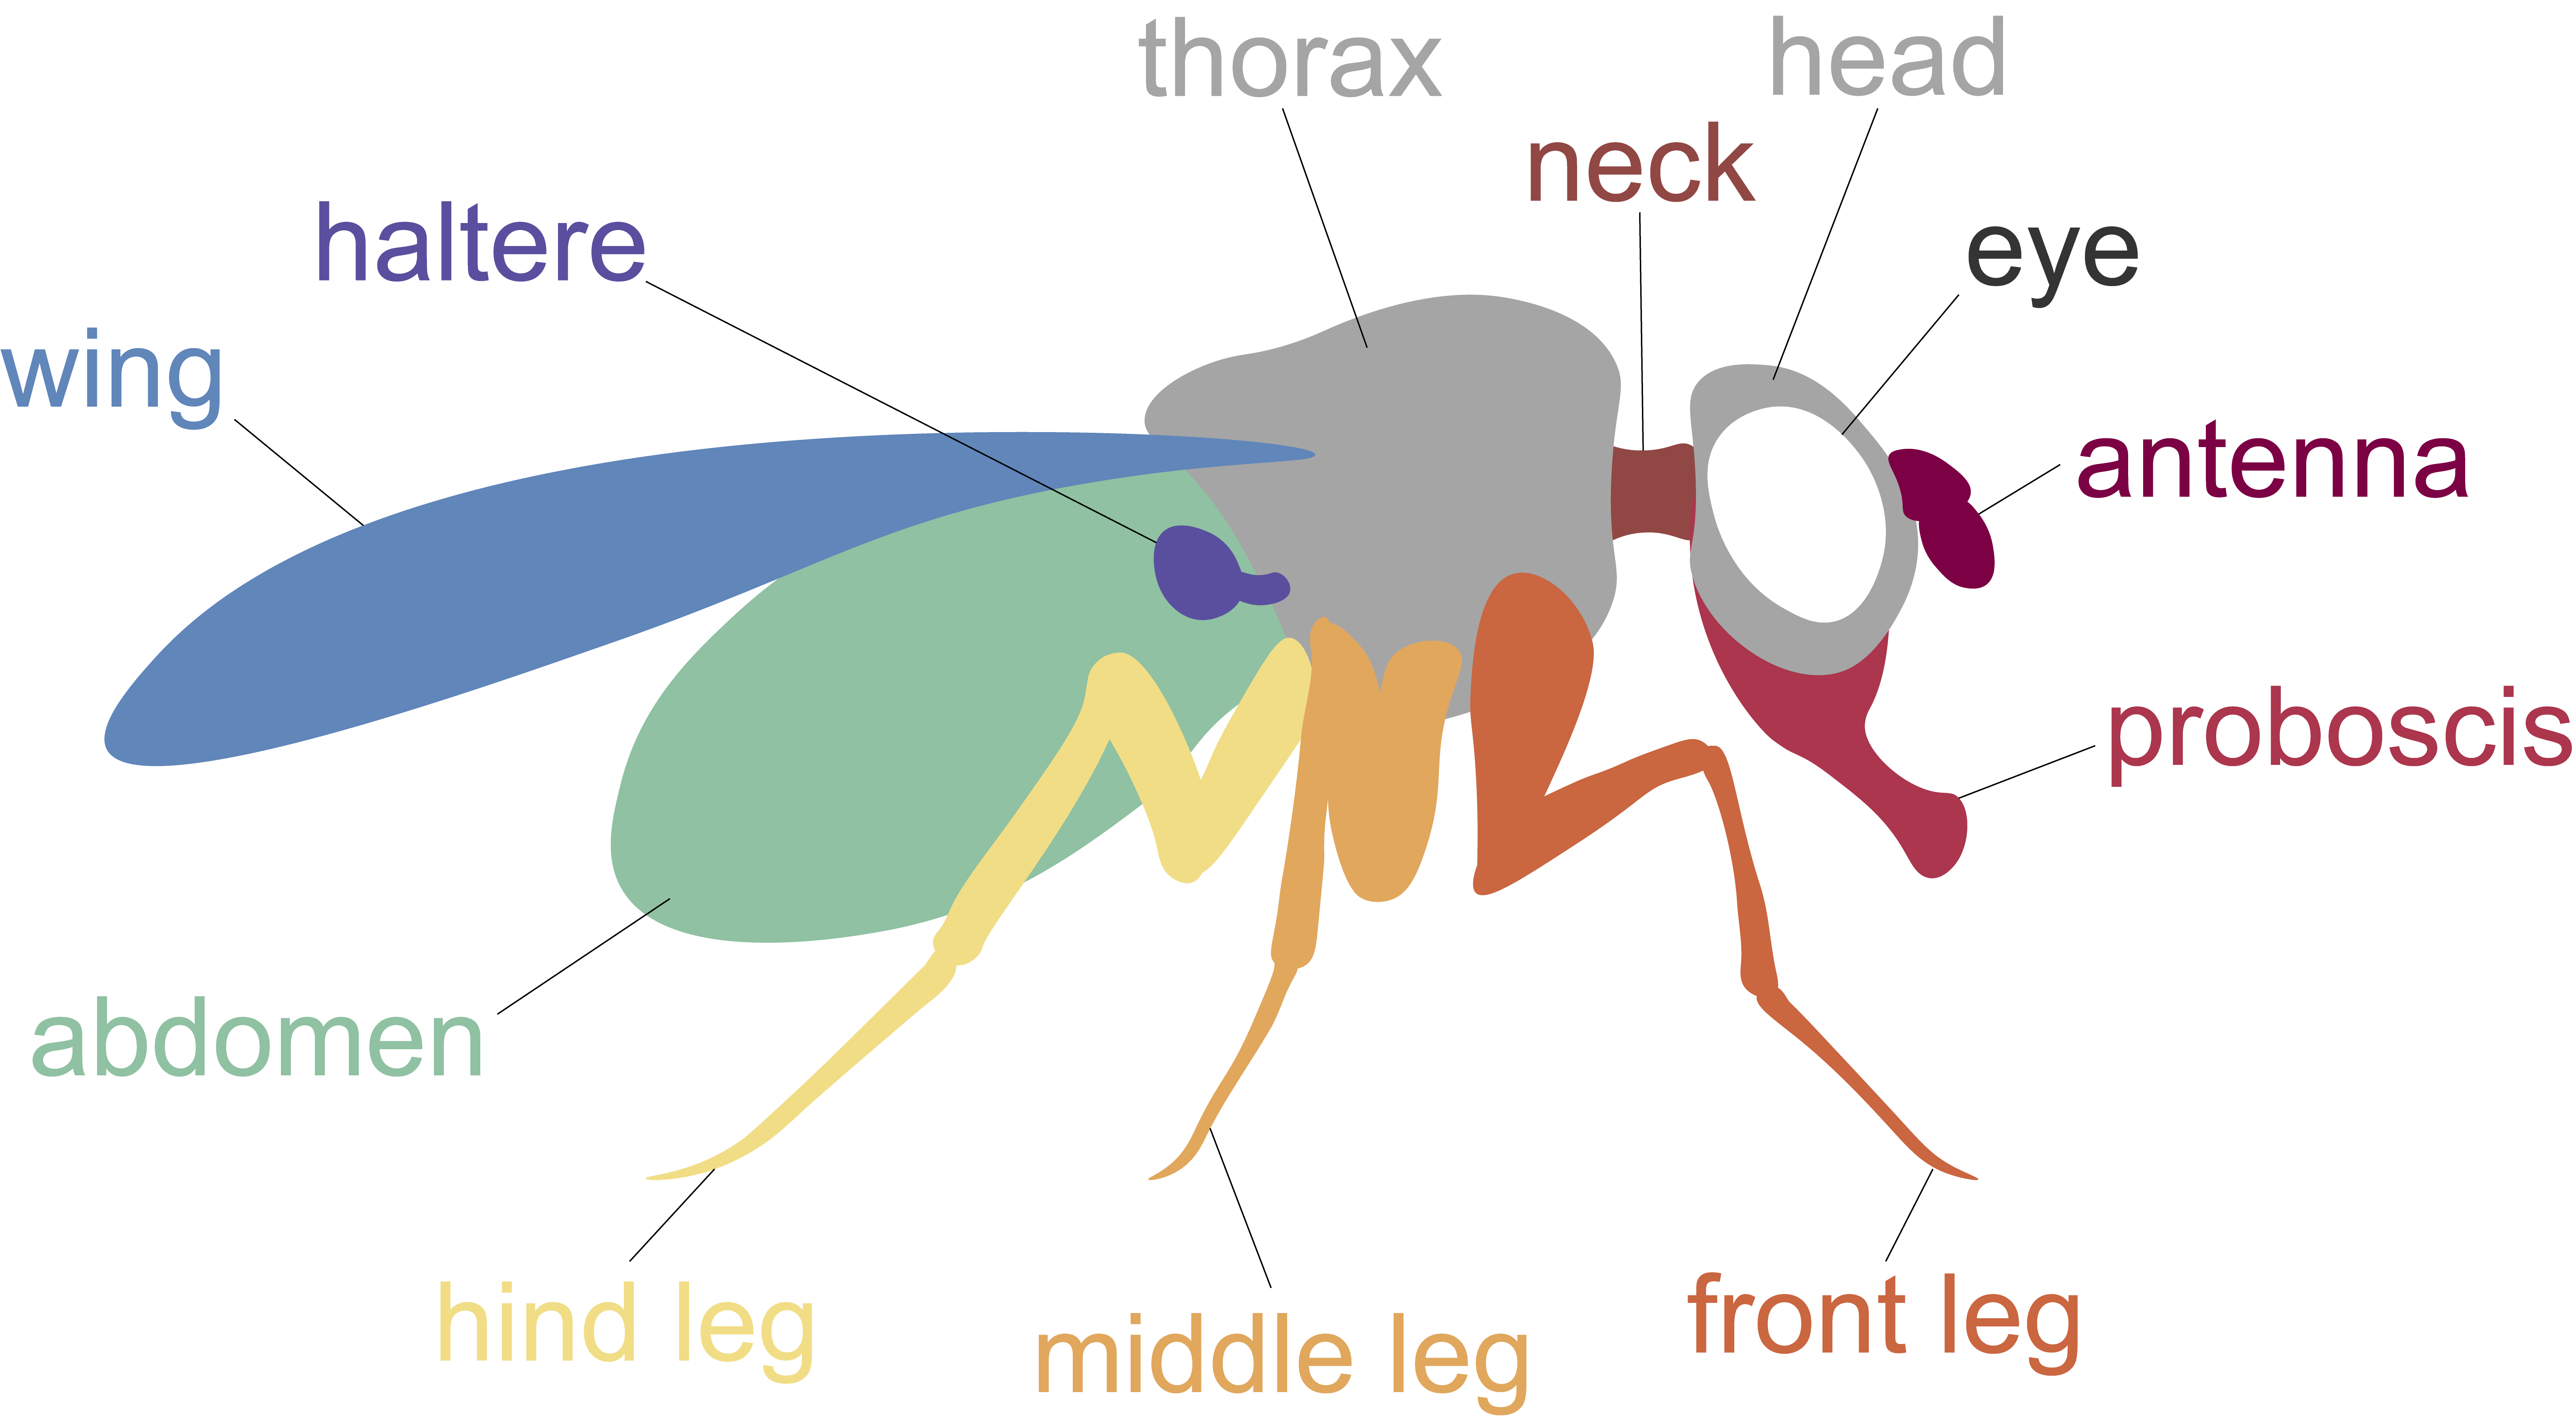 thorax
head
neck
haltere
eye
wing
antenna
proboscis
abdomen
hind leg
middle leg
front leg